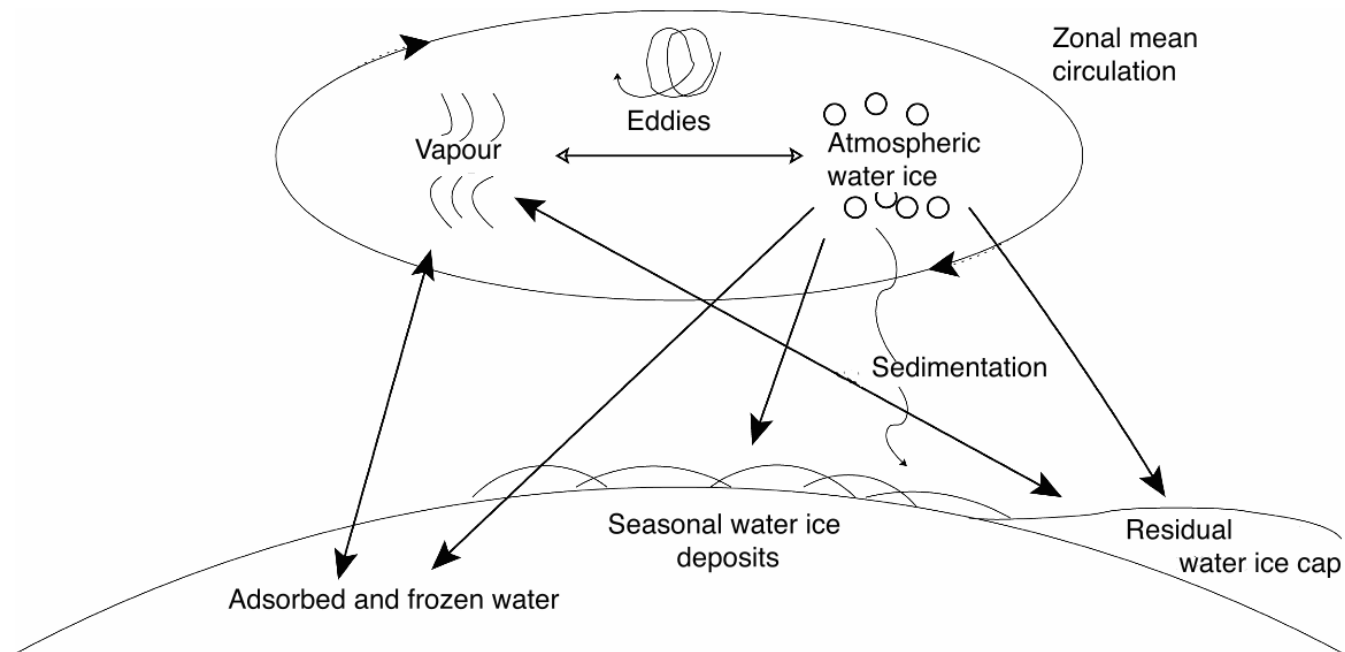 Zonal mean
circulation
Eddies
Vapour
Atmospheric
water ice
Sedimentation
Seasonal water ice
deposits
Residual
water ice cap
Adsorbed and frozen water